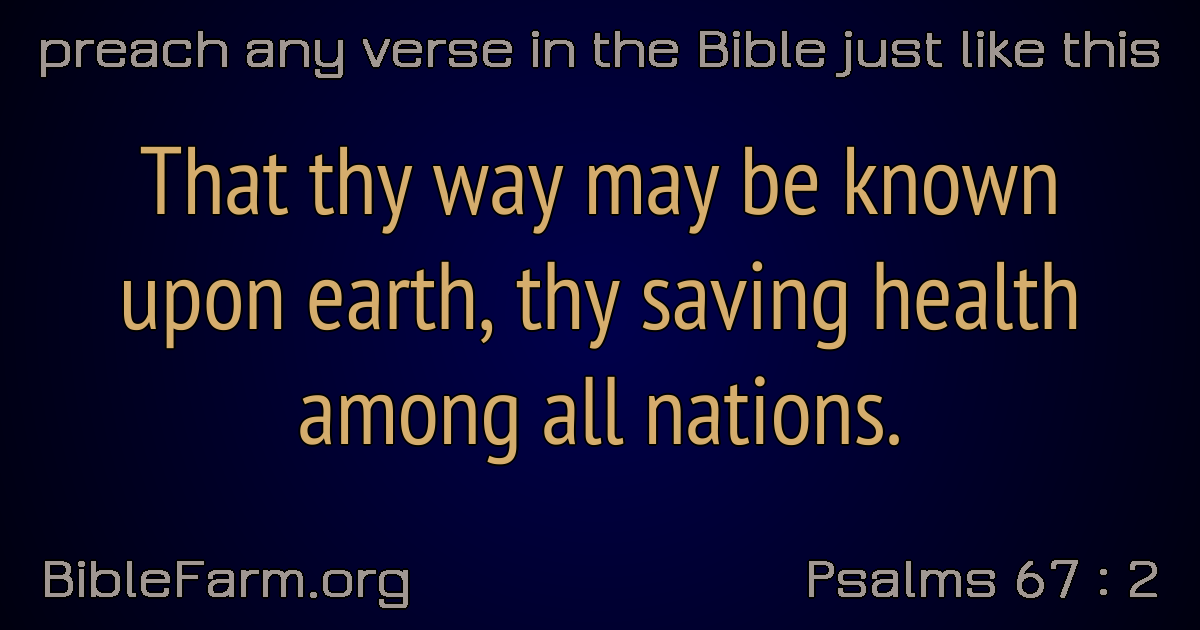 preach any verse in the Bible just like this
That thy way may be known
upon earth, thy saving health
among all nations.
BibleFarm.org
Psalms 67 : 2